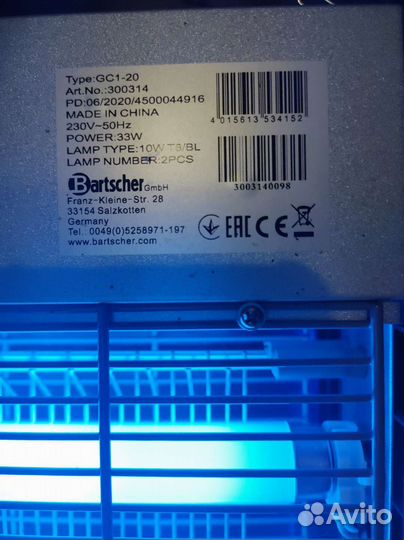 Type:GC1-20
Art.No.:300314
PD:06/2020/4500044916
MADE IN CHINA
230V~50Hz
POWER:33W
LAMP TYPE:10W T8/BL
LAMP NUMBER:2PCS
4 015613 534152
3003140098
Bartscher GmbH
Franz-Kleine-Str. 28
33154 Salzkotten
Germany
Tel.: 0049(0)5258971-197
www.bartscher.com
EAC CE
Avito